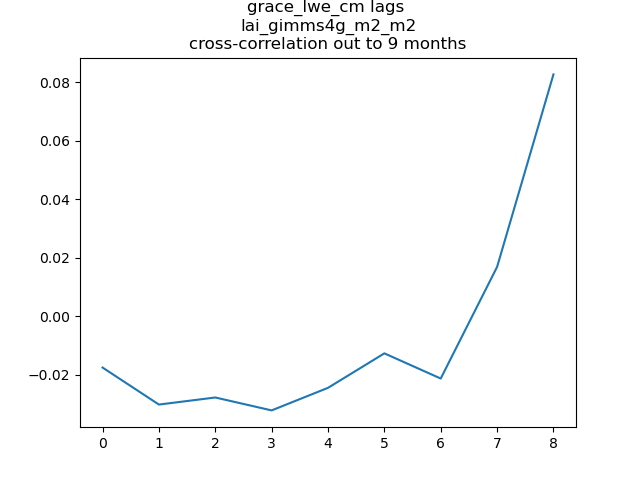 grace_lwe_cm lags
lai_gimms4g_m2_m2
cross-correlation out to 9 months
0.08
0.06
0.04
0.02
0.00
−0.02
0 1 2 3 4 5 6 7 8